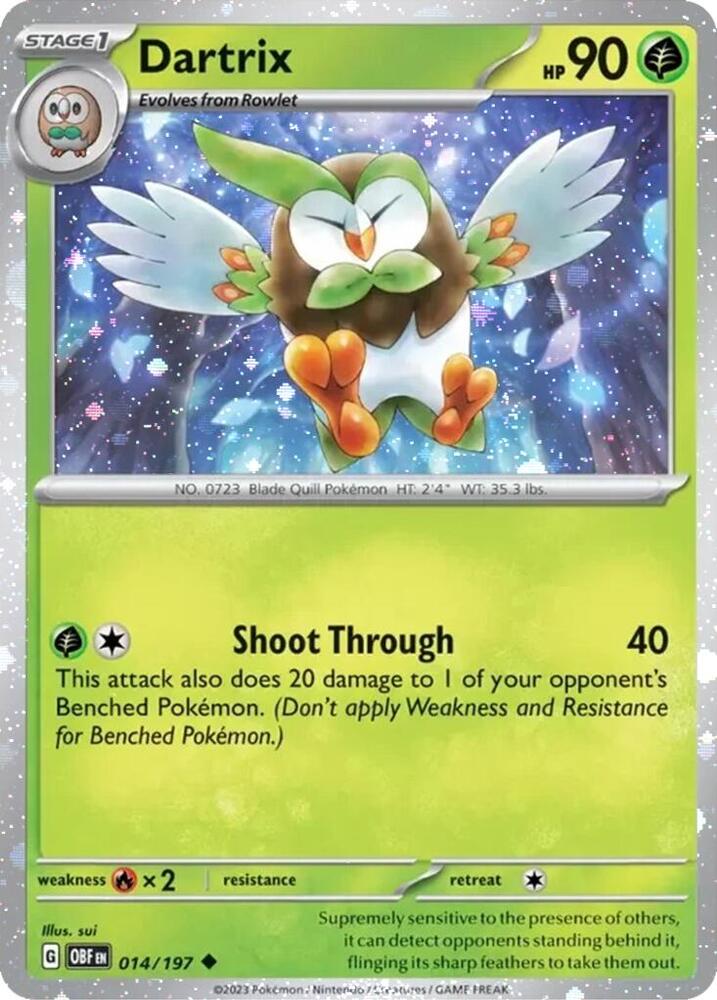 STAGE 1
Dartrix
HP 90
Evolves from Rowlet
NO. 0723 Blade Quill Pokémon HT: 2'4" WT: 35.3 lbs.
Shoot Through 40
This attack also does 20 damage to 1 of your opponent's
Benched Pokémon. (Don't apply Weakness and Resistance
for Benched Pokémon.)
weakness ×2 resistance retreat
Illus. sui
Supremely sensitive to the presence of others,
it can detect opponents standing behind it,
flinging its sharp feathers to take them out.
G OBF EN 014/197
©2023 Pokémon / Nintendo / Creatures / GAME FREAK